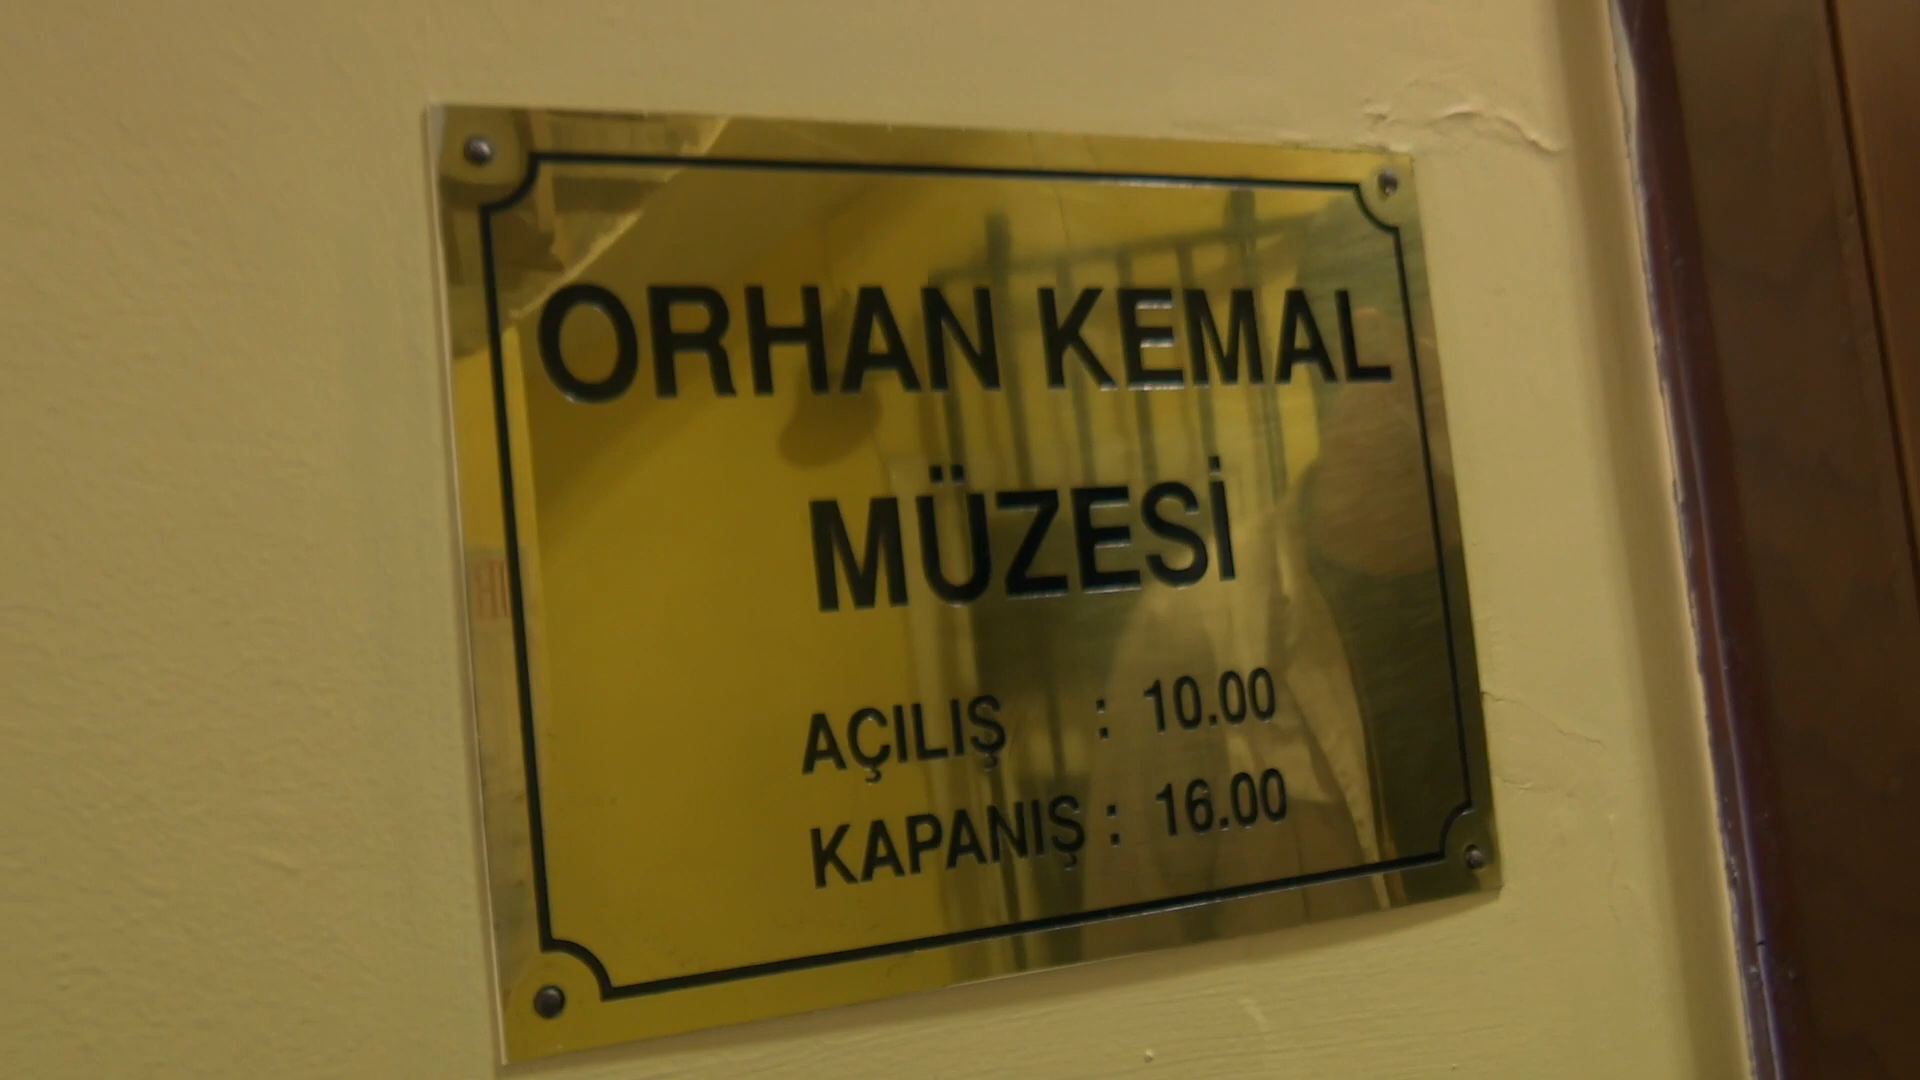 ORHAN KEMAL
MÜZESİ
AÇILIŞ : 10.00
KAPANIŞ : 16.00